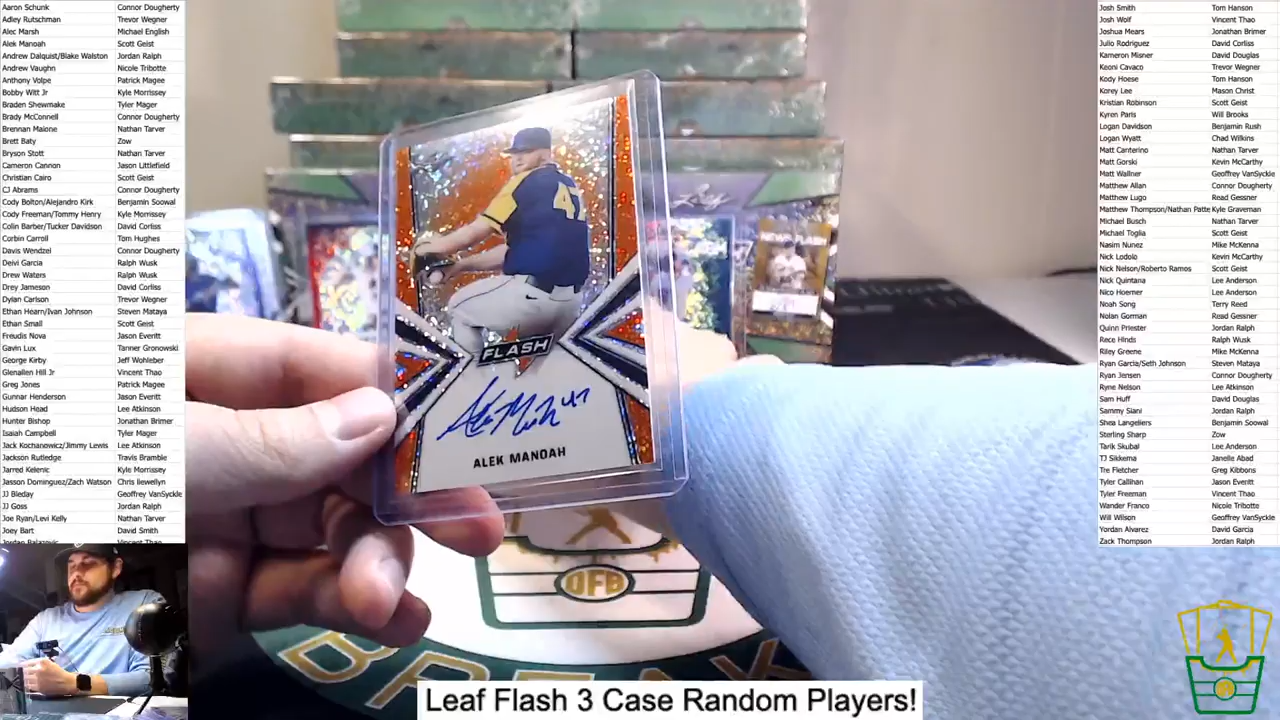 Aaron Schunk Connor Dougherty
Adley Rutschman Trevor Wegner
Alec Marsh Michael English
Alek Manoah Scott Geist
Andrew Dalquist/Blake Walston Jordan Ralph
Andrew Vaughn Nicole Tribotte
Anthony Volpe Patrick Magee
Bobby Witt Jr Kyle Morrissey
Braden Shewmake Tyler Mager
Brady McConnell Connor Dougherty
Brennan Malone Nathan Tarver
Brett Baty Zow
Bryson Stott Nathan Tarver
Cameron Cannon Jason Littlefield
Christian Cairo Scott Geist
CJ Abrams Connor Dougherty
Cody Bolton/Alejandro Kirk Benjamin Soowal
Cody Freeman/Tommy Henry Kyle Morrissey
Colin Barber/Tucker Davidson David Corliss
Corbin Carroll Tom Hughes
Davis Wendzel Connor Dougherty
Deivi Garcia Ralph Wusk
Drew Waters Ralph Wusk
Drey Jameson David Corliss
Dylan Carlson Trevor Wegner
Ethan Hearn/Ivan Johnson Steven Mataya
Ethan Small Scott Geist
Freudis Nova Jason Everitt
Gavin Lux Tanner Gronowski
George Kirby Jeff Wohleber
Glenallen Hill Jr Vincent Thao
Greg Jones Patrick Magee
Gunnar Henderson Jason Everitt
Hudson Head Lee Atkinson
Hunter Bishop Jonathan Brimer
Isaiah Campbell Tyler Mager
Jack Kochanowicz/Jimmy Lewis Lee Atkinson
Jackson Rutledge Travis Bramble
Jarred Kelenic Kyle Morrissey
Jasson Dominguez/Zach Watson Chris llewellyn
JJ Bleday Geoffrey VanSyckle
JJ Goss Jordan Ralph
Joe Ryan/Levi Kelly Nathan Tarver
Joey Bart David Smith
Jordan Balazovic Vincent Thao
47
FLASH
Alek Manoah 47
ALEK MANOAH
OFB
BREAK
Leaf Flash 3 Case Random Players!
Josh Smith Tom Hanson
Josh Wolf Vincent Thao
Joshua Mears Jonathan Brimer
Julio Rodriguez David Corliss
Kameron Misner David Douglas
Keoni Cavaco Trevor Wegner
Kody Hoese Tom Hanson
Korey Lee Mason Christ
Kristian Robinson Scott Geist
Kyren Paris Will Brooks
Logan Davidson Benjamin Rush
Logan Wyatt Chad Wilkins
Matt Canterino Nathan Tarver
Matt Gorski Kevin McCarthy
Matt Wallner Geoffrey VanSyckle
Matthew Allan Connor Dougherty
Matthew Lugo Read Gessner
Matthew Thompson/Nathan Patte Kyle Graveman
Michael Busch Nathan Tarver
Michael Toglia Scott Geist
Nasim Nunez Mike McKenna
Nick Lodolo Kevin McCarthy
Nick Nelson/Roberto Ramos Scott Geist
Nick Quintana Lee Anderson
Nico Hoerner Lee Anderson
Noah Song Terry Reed
Nolan Gorman Read Gessner
Quinn Priester Jordan Ralph
Rece Hinds Ralph Wusk
Riley Greene Mike McKenna
Ryan Garcia/Seth Johnson Steven Mataya
Ryan Jensen Connor Dougherty
Ryne Nelson Lee Atkinson
Sam Huff David Douglas
Sammy Siani Jordan Ralph
Shea Langeliers Benjamin Soowal
Sterling Sharp Zow
Tarik Skubal Lee Anderson
TJ Sikkema Janelle Abad
Tre Fletcher Greg Kibbons
Tyler Callihan Jason Everitt
Tyler Freeman Vincent Thao
Wander Franco Nicole Tribotte
Will Wilson Geoffrey VanSyckle
Yordan Alvarez David Garcia
Zack Thompson Jordan Ralph